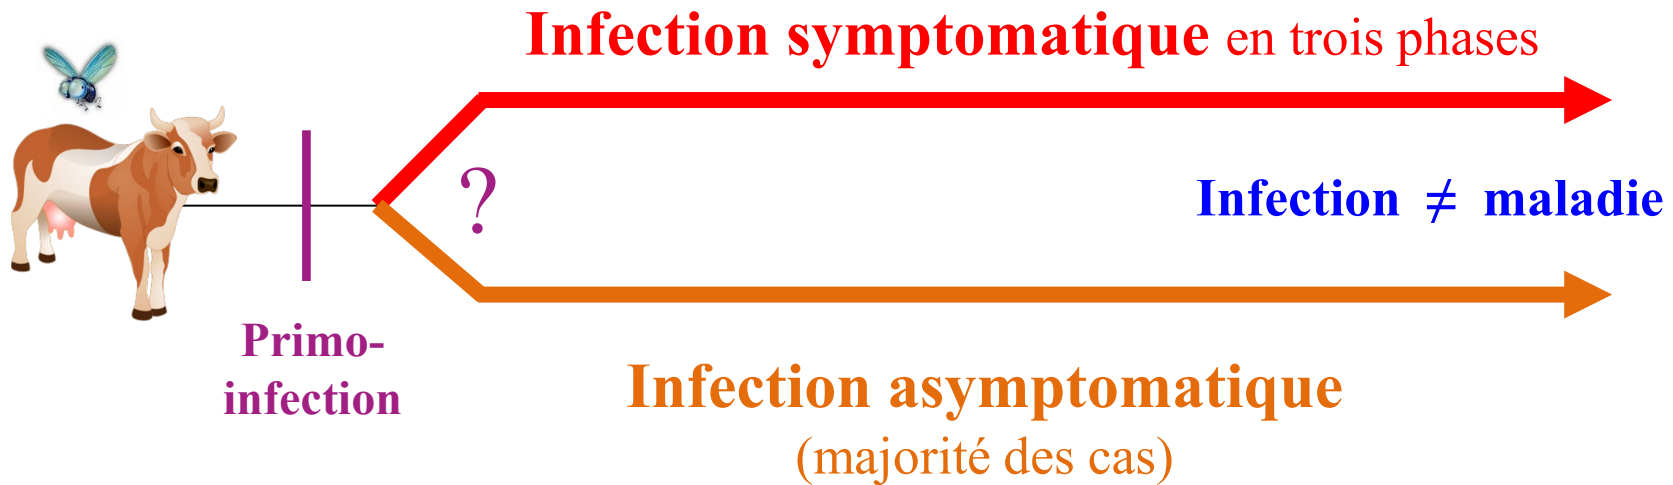 Infection symptomatique en trois phases
?
Infection ≠ maladie
Primo-
infection
Infection asymptomatique
(majorité des cas)